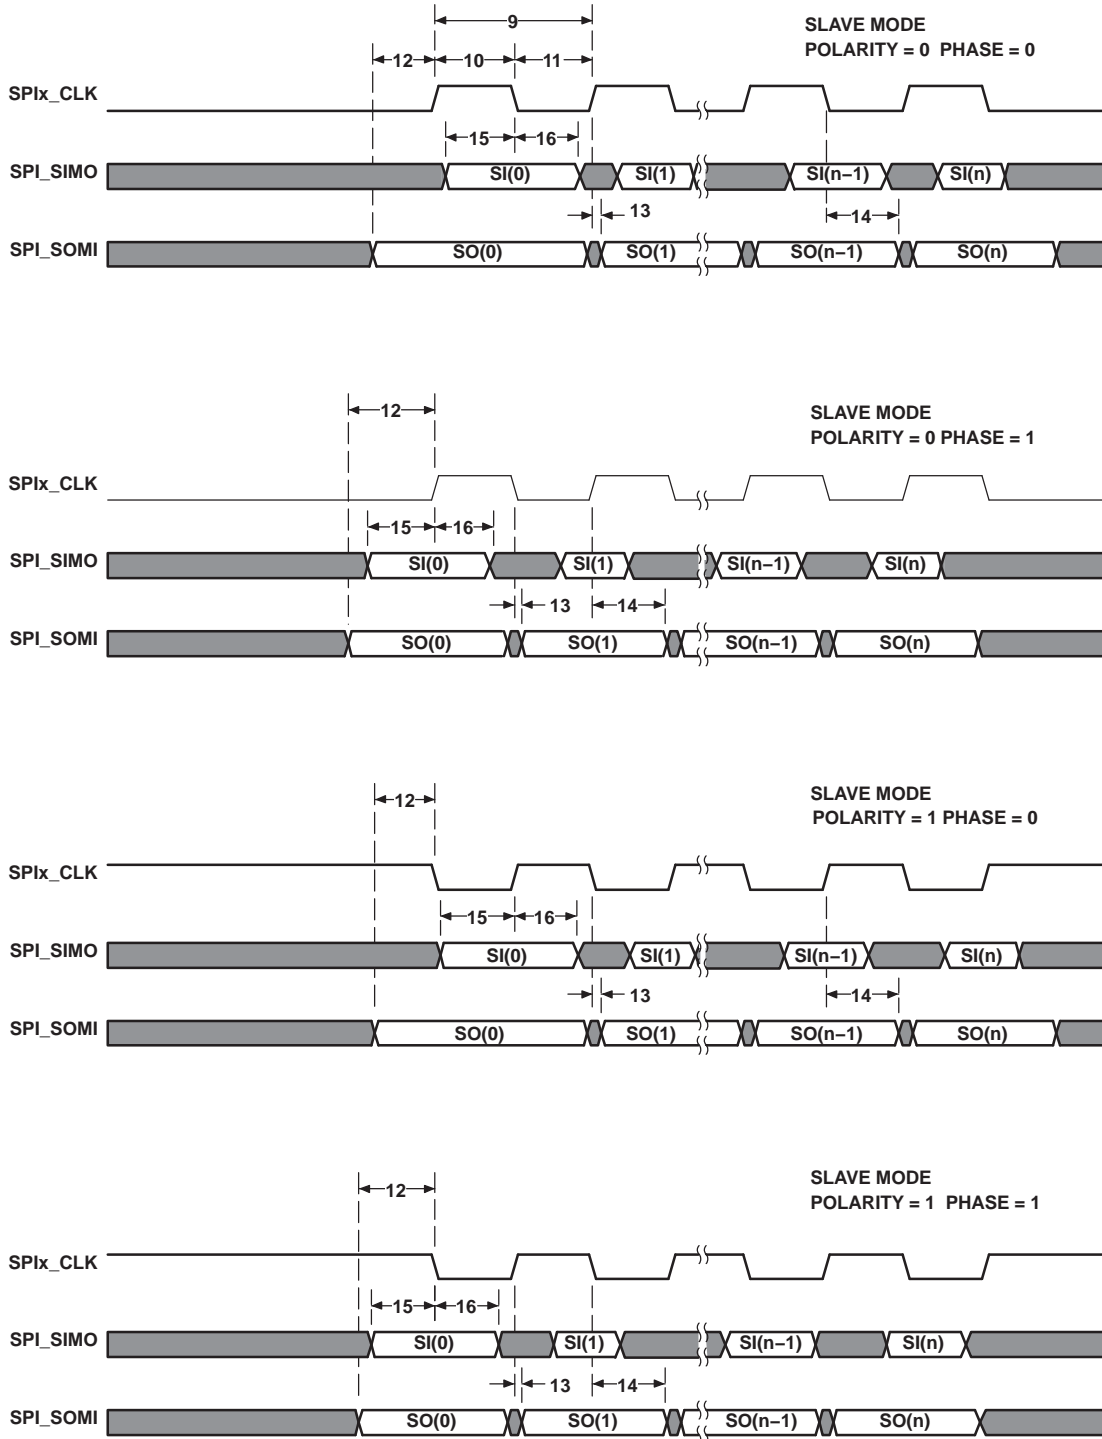 9
SLAVE MODE
POLARITY = 0 PHASE = 0
12 10 11
SPIx_CLK
15 16
SPI_SIMO SI(0) SI(1) SI(n−1) SI(n)
13 14
SPI_SOMI SO(0) SO(1) SO(n−1) SO(n)
12
SLAVE MODE
POLARITY = 0 PHASE = 1
SPIx_CLK
15 16
SPI_SIMO SI(0) SI(1) SI(n−1) SI(n)
13 14
SPI_SOMI SO(0) SO(1) SO(n−1) SO(n)
12
SLAVE MODE
POLARITY = 1 PHASE = 0
SPIx_CLK
15 16
SPI_SIMO SI(0) SI(1) SI(n−1) SI(n)
13 14
SPI_SOMI SO(0) SO(1) SO(n−1) SO(n)
12
SLAVE MODE
POLARITY = 1 PHASE = 1
SPIx_CLK
15 16
SPI_SIMO SI(0) SI(1) SI(n−1) SI(n)
13 14
SPI_SOMI SO(0) SO(1) SO(n−1) SO(n)